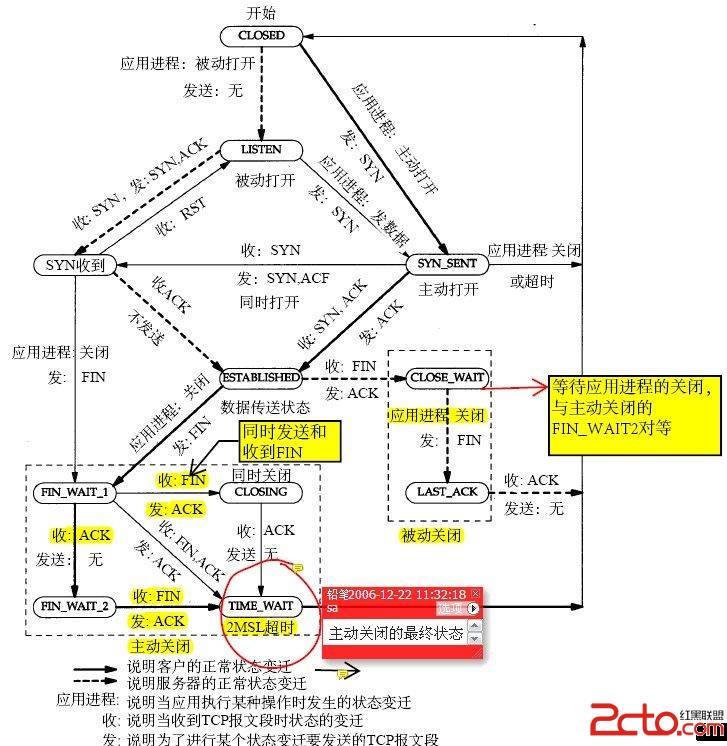 开始
CLOSED
应用进程：被动打开
发送：无
应用进程：主动打开
发：SYN
LISTEN
被动打开
收: SYN，发: SYN,ACK
收：RST
应用进程：发数据
发：SYN
SYN收到
收：SYN
发：SYN,ACF
同时打开
SYN_SENT
主动打开
应用进程:关闭
或超时
收ACK
不发送
收: SYN, ACK
发：ACK
应用进程:关闭
发：FIN
ESTABLISHED
数据传送状态
收：FIN
发：ACK
CLOSE_WAIT
应用进程 关闭
发：FIN
LAST_ACK
收：ACK
发送：无
被动关闭
等待应用进程的关闭,
与主动关闭的
FIN_WAIT2对等
应用进程：关闭
发：FIN
同时发送和
收到FIN
FIN_WAIT_1
收: FIN
发: ACK
同时关闭
CLOSING
收：ACK
发送：无
收：ACK
发送 无
收: FIN,ACK
发：ACK
FIN_WAIT_2
收: FIN
发: ACK
TIME_WAIT
2MSL超时
主动关闭
铅笔2006-12-22 11:32:18
sa
选项
主动关闭的最终状态
说明客户的正常状态变迁
说明服务器的正常状态变迁
应用进程: 说明当应用执行某种操作时发生的状态变迁
收: 说明当收到TCP报文段时状态的变迁
发: 说明为了进行某个状态变迁要发送的TCP报文段
2cto.com
红黑联盟